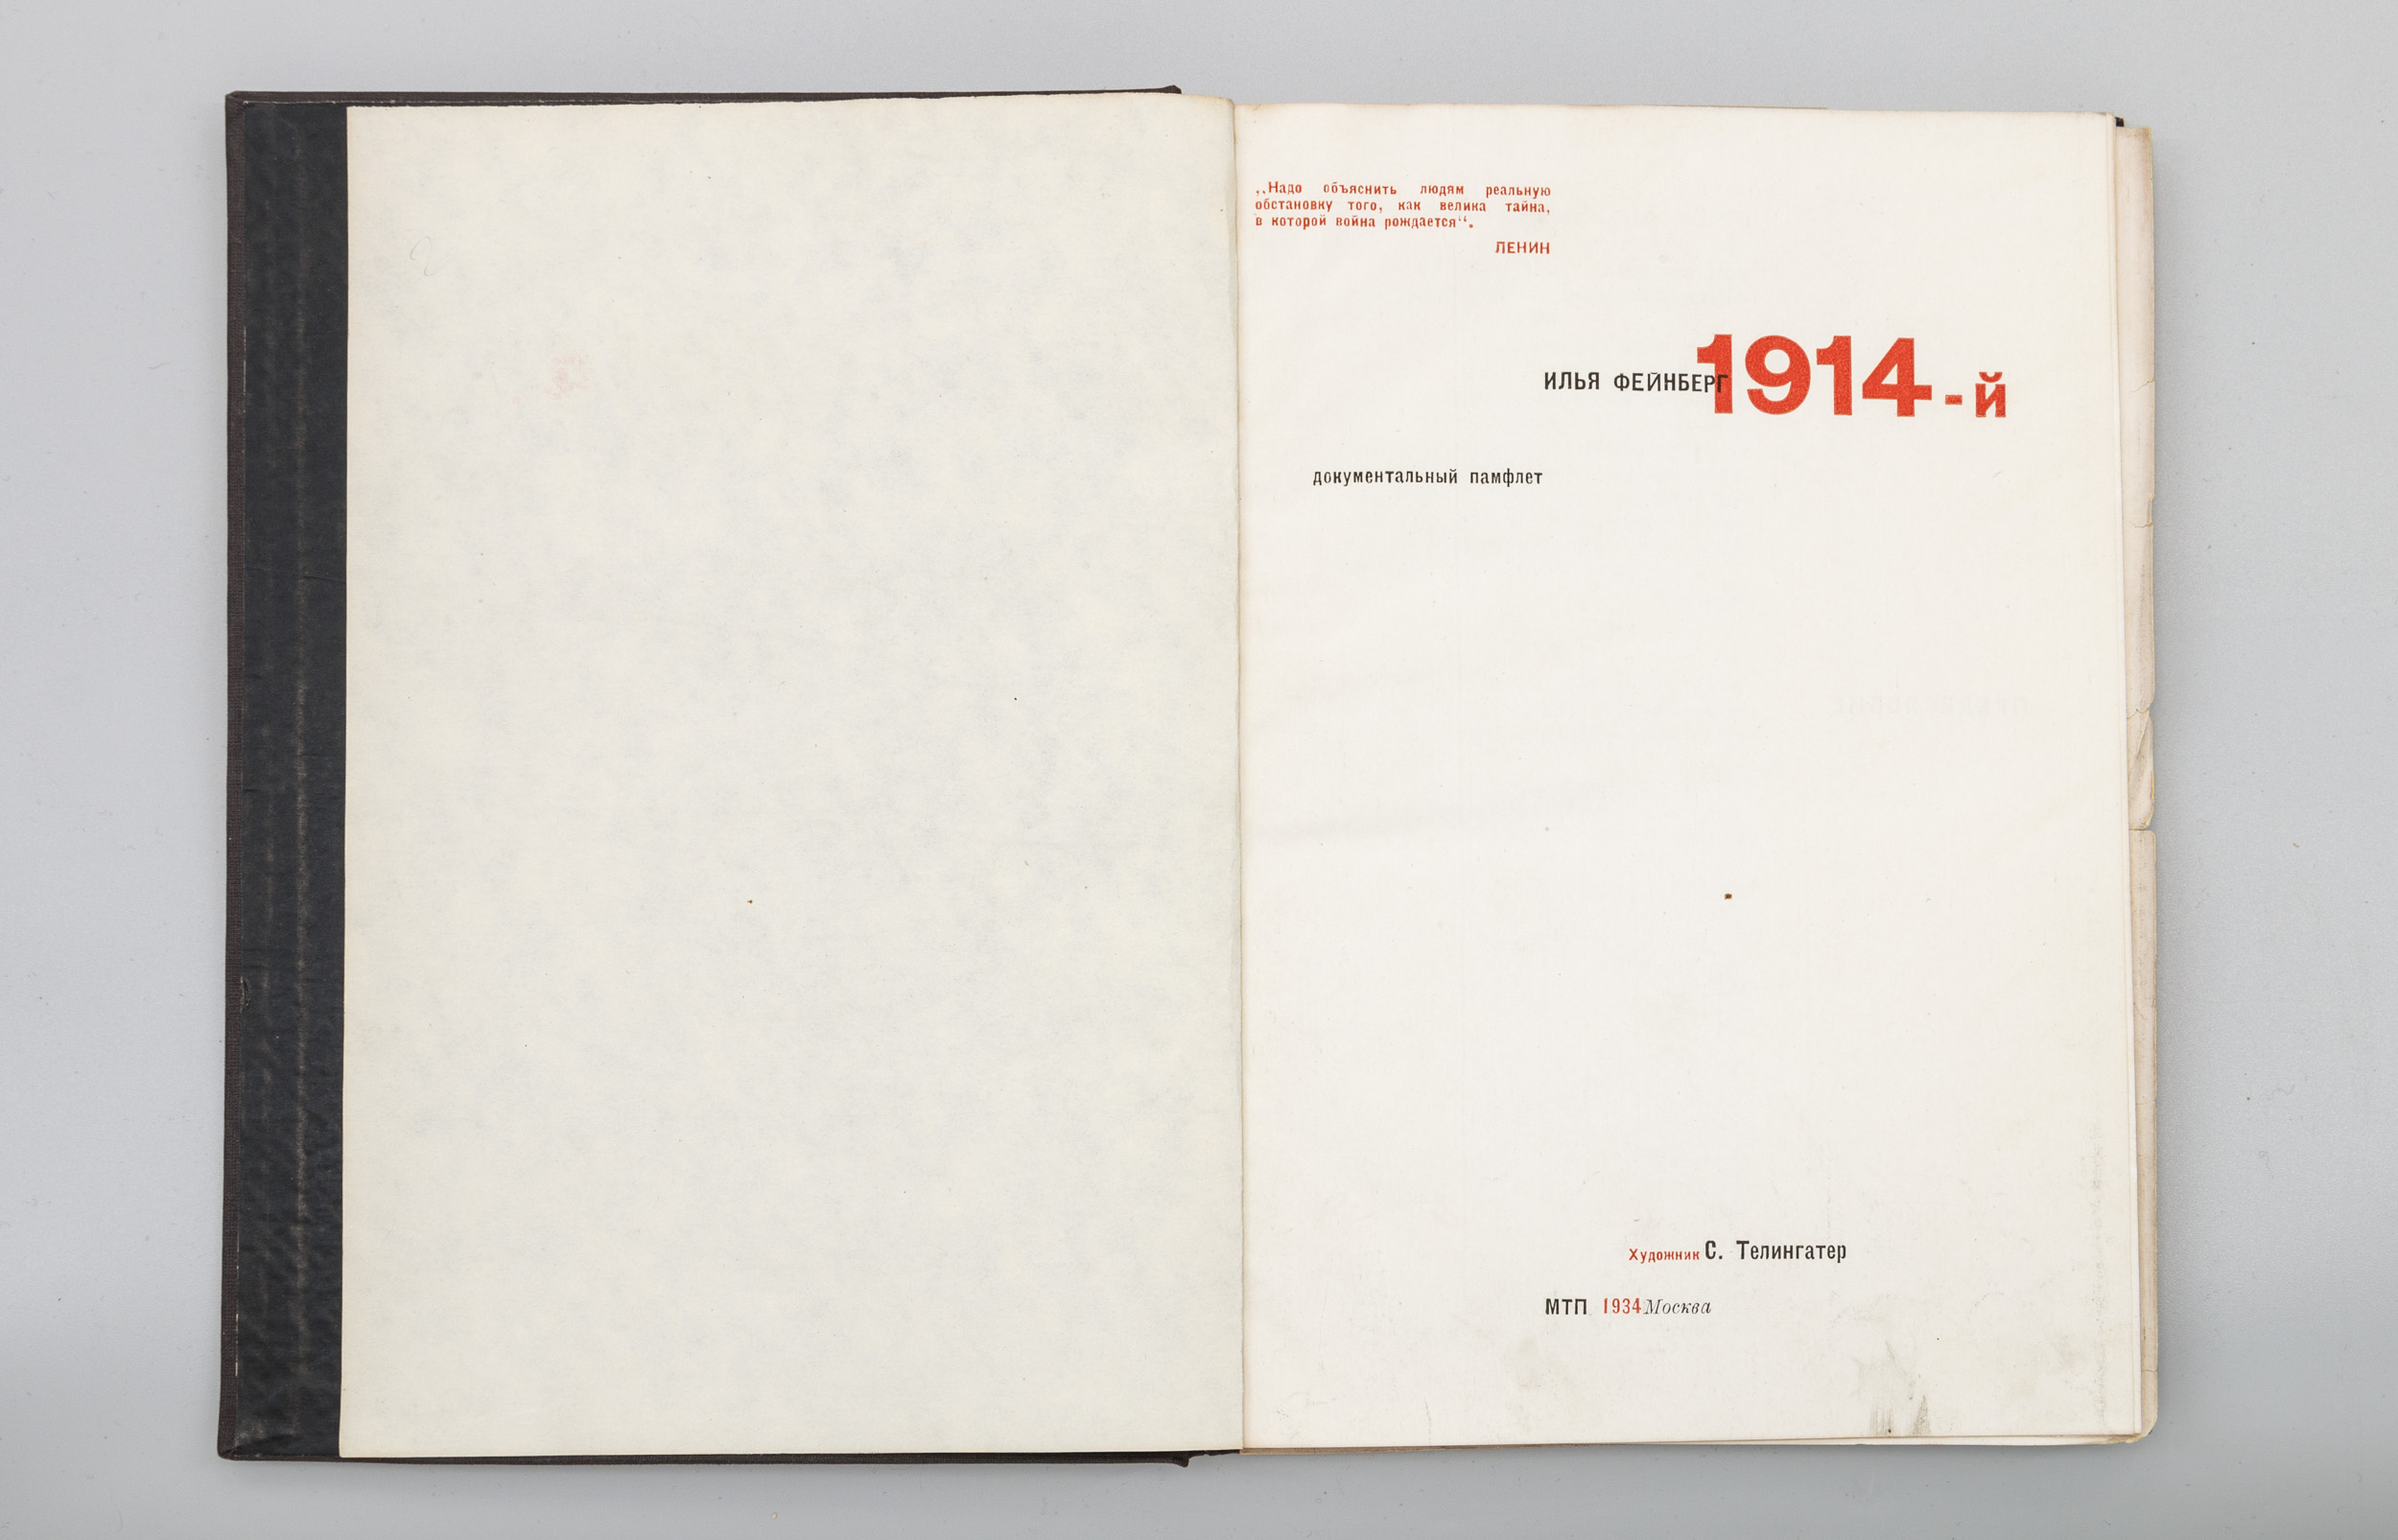 „Надо объяснить людям реальную
обстановку того, как велика тайна,
в которой война рождается“.
ЛЕНИН
ИЛЬЯ ФЕЙНБЕРГ 1914-й
документальный памфлет
Художник С. Телингатер
МТП 1934 Москва